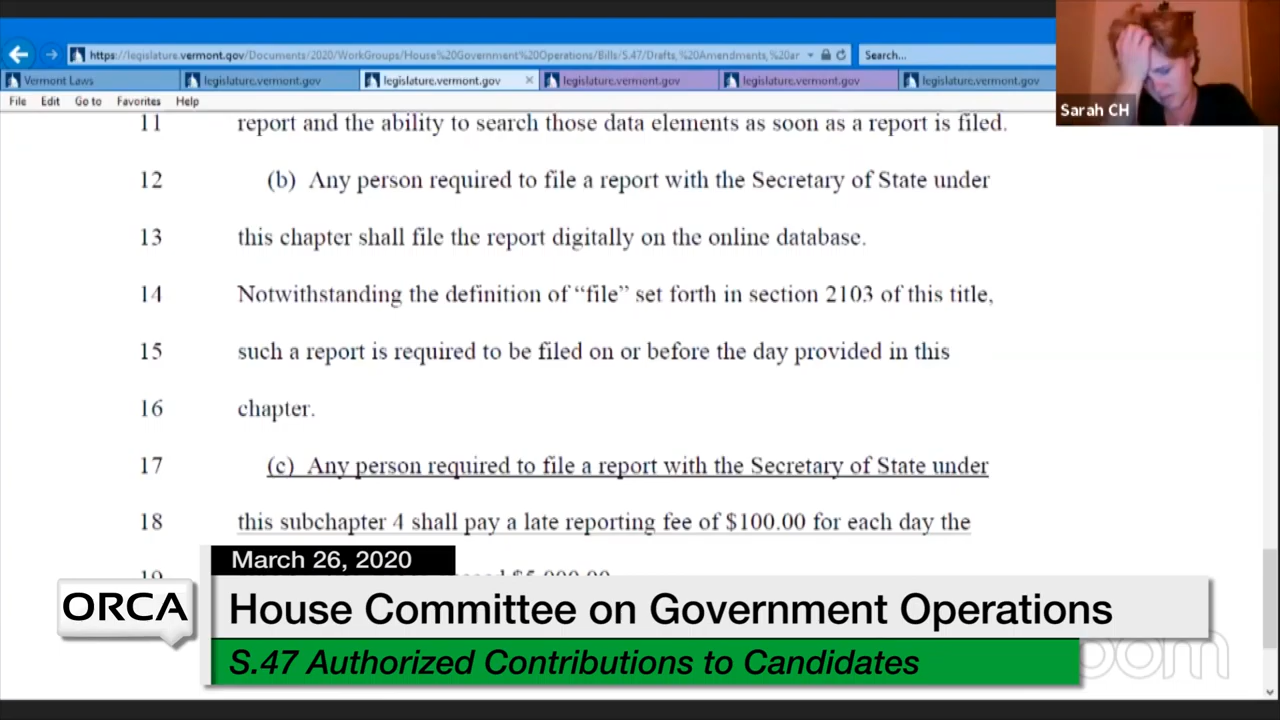 https://legislature.vermont.gov/Documents/2020/WorkGroups/House%20Government%20Operations/Bills/S.47/Drafts,%20Amendments,%20ar
Search...
Vermont Laws
legislature.vermont.gov
legislature.vermont.gov
legislature.vermont.gov
legislature.vermont.gov
legislature.vermont.gov
File Edit Go to Favorites Help
Sarah CH
11 report and the ability to search those data elements as soon as a report is filed.
12 (b) Any person required to file a report with the Secretary of State under
13 this chapter shall file the report digitally on the online database.
14 Notwithstanding the definition of “file” set forth in section 2103 of this title,
15 such a report is required to be filed on or before the day provided in this
16 chapter.
17 (c) Any person required to file a report with the Secretary of State under
18 this subchapter 4 shall pay a late reporting fee of $100.00 for each day the
19 $5,000.00
March 26, 2020
ORCA
House Committee on Government Operations
S.47 Authorized Contributions to Candidates